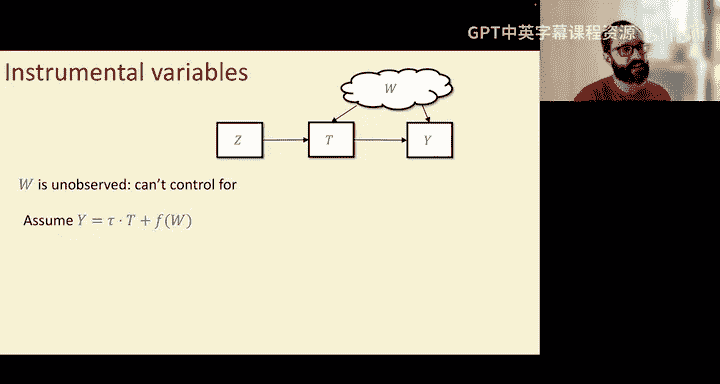 GPT中英字幕课程资源
Instrumental variables
W
Z
T
Y
W is unobserved: can't control for
Assume Y = τ · T + f(W)